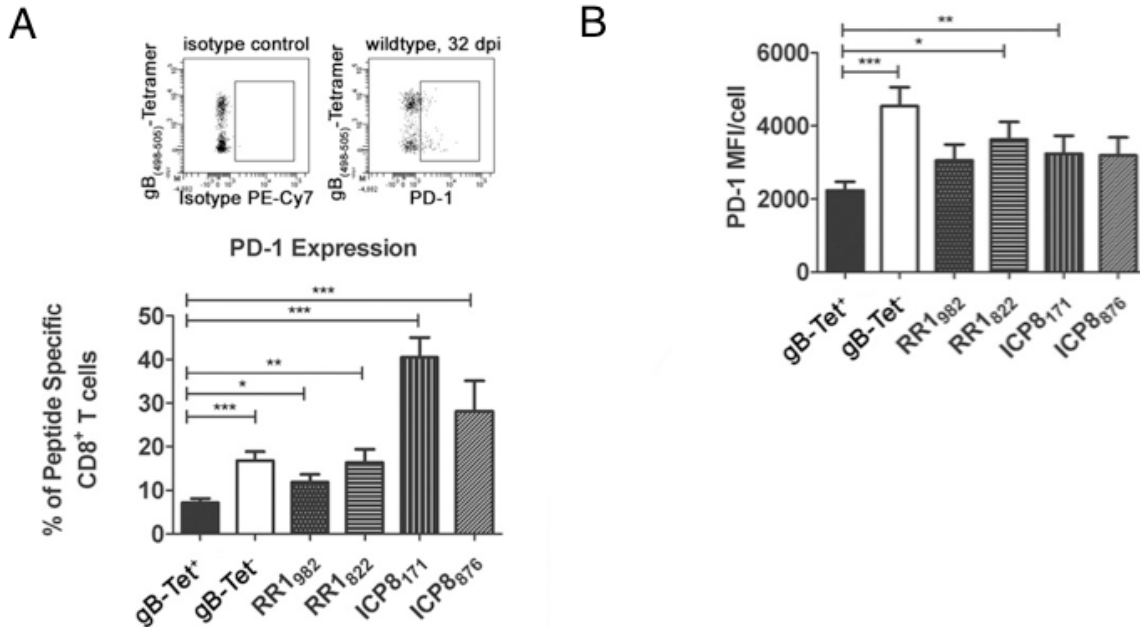 A
isotype control
wildtype, 32 dpi
gB(498-505)-Tetramer
gB(498-505)-Tetramer
Isotype PE-Cy7
PD-1
PD-1 Expression
% of Peptide Specific
CD8+ T cells
50
40
30
20
10
0
***
***
**
*
***
gB-Tet+
gB-Tet-
RR1982
RR1822
ICP8171
ICP8876
B
PD-1 MFI/cell
6000
4000
2000
0
**
*
***
gB-Tet+
gB-Tet-
RR1982
RR1822
ICP8171
ICP8876